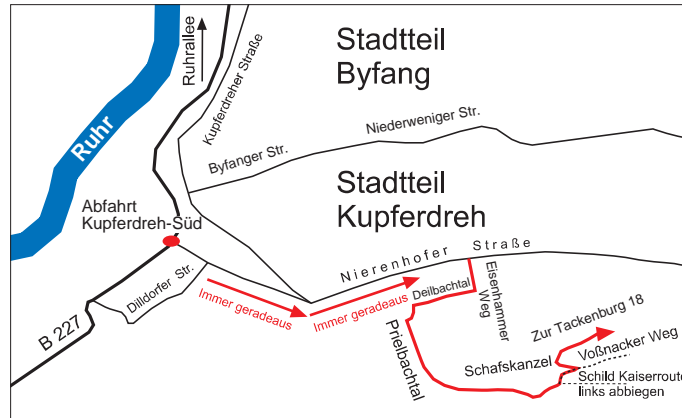 Ruhr
Ruhrallee
Kupferdreher Straße
Stadtteil
Byfang
Niederweniger Str.
Byfanger Str.
Stadtteil
Kupferdreh
Abfahrt
Kupferdreh-Süd
Nierenhofer Straße
Dilldorfer Str.
B 227
Immer geradeaus
Immer geradeaus
Deilbachtal
Eisenhammer
Weg
Prielbachtal
Zur Tackenburg 18
Schafskanzel
Voßnacker Weg
Schild Kaiserroute
links abbiegen